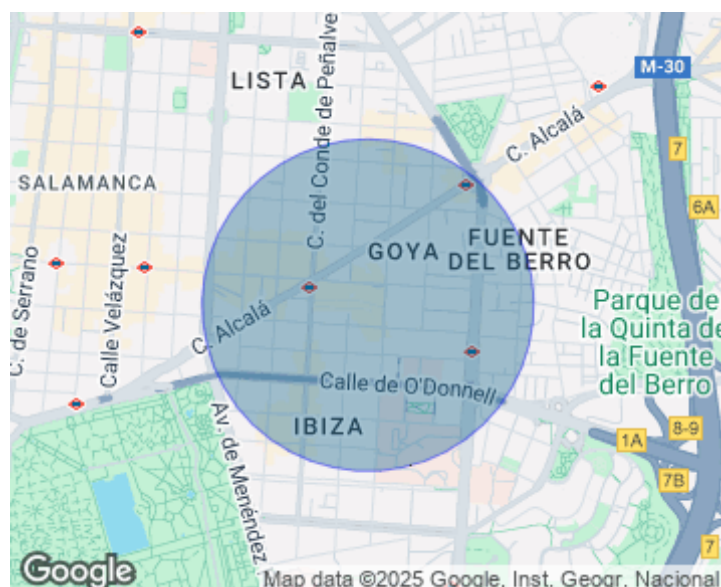 M-30
LISTA
C. del Conde de Peñalve
C. Alcalá
7
SALAMANCA
6A
C. de Serrano
Calle Velázquez
GOYA
FUENTE
DEL BERRO
C. Alcalá
Parque de
la Quinta de
la Fuente
del Berro
Calle de O'Donnell
IBIZA
Av. de Menéndez
8-9
1A
7B
7
Google
Map data ©2025 Google, Inst. Geogr. Nacional